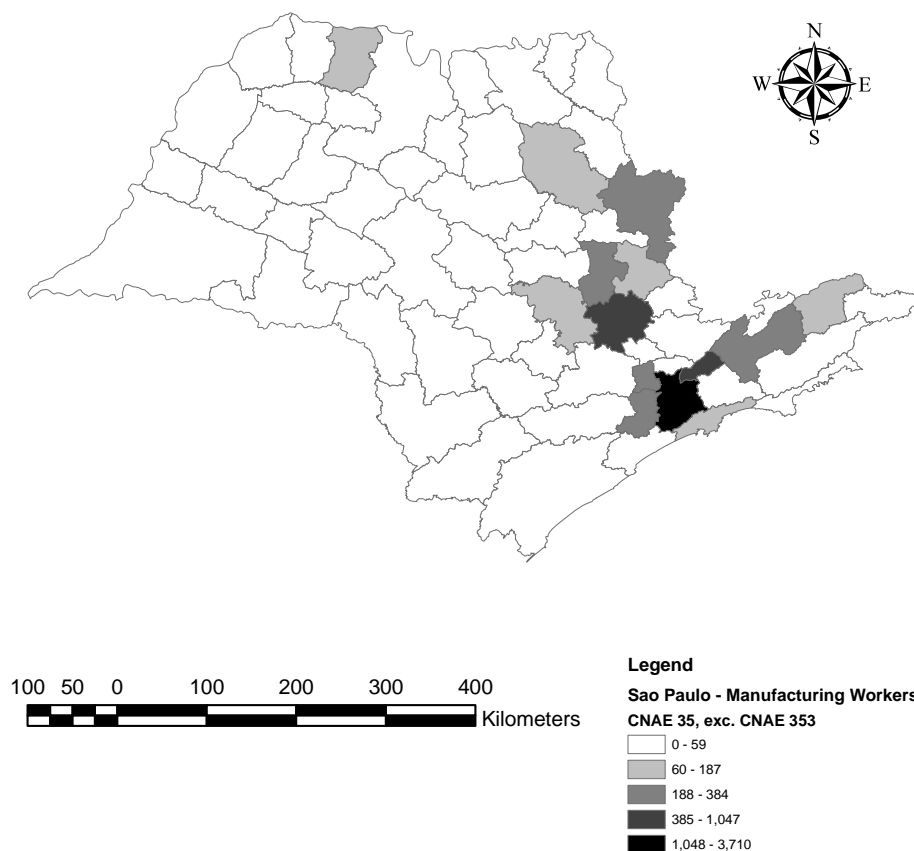 N
W E
S
100 50 0 100 200 300 400
Kilometers
Legend
Sao Paulo - Manufacturing Workers
CNAE 35, exc. CNAE 353
0 - 59
60 - 187
188 - 384
385 - 1,047
1,048 - 3,710